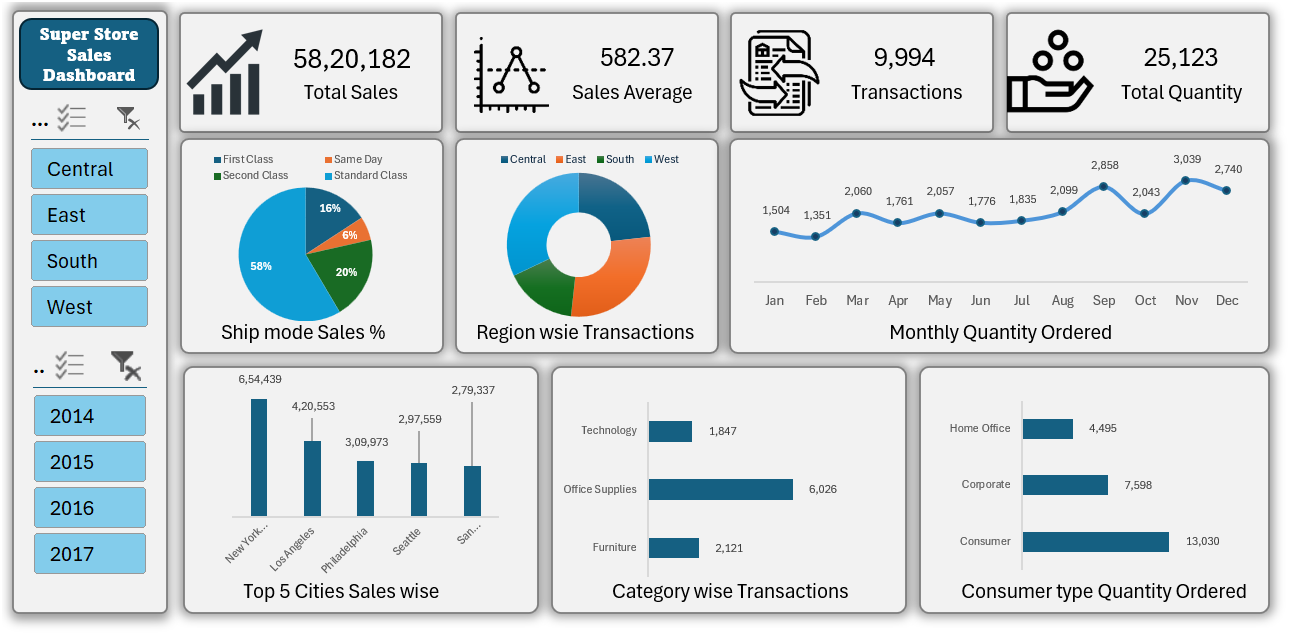 Super Store
Sales
Dashboard
...
Central
East
South
West
..
2014
2015
2016
2017
58,20,182
Total Sales
582.37
Sales Average
9,994
Transactions
25,123
Total Quantity
First Class
Same Day
Second Class
Standard Class
16%
6%
20%
58%
Ship mode Sales %
Central East South West
Region wsie Transactions
1,504
1,351
2,060
1,761
2,057
1,776
1,835
2,099
2,858
2,043
3,039
2,740
Jan Feb Mar Apr May Jun Jul Aug Sep Oct Nov Dec
Monthly Quantity Ordered
6,54,439
4,20,553
3,09,973
2,97,559
2,79,337
New York...
Los Angeles
Philadelphia
Seattle
San...
Top 5 Cities Sales wise
Technology 1,847
Office Supplies 6,026
Furniture 2,121
Category wise Transactions
Home Office 4,495
Corporate 7,598
Consumer 13,030
Consumer type Quantity Ordered